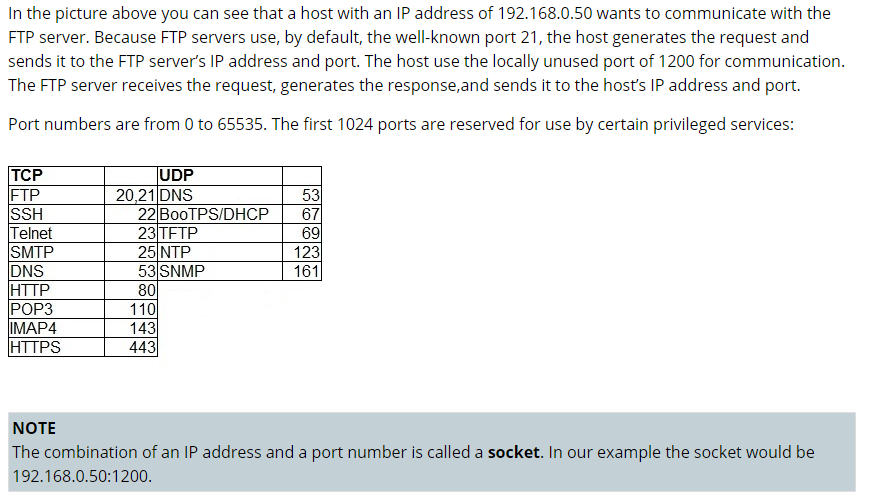 In the picture above you can see that a host with an IP address of 192.168.0.50 wants to communicate with the
FTP server. Because FTP servers use, by default, the well-known port 21, the host generates the request and
sends it to the FTP server’s IP address and port. The host use the locally unused port of 1200 for communication.
The FTP server receives the request, generates the response,and sends it to the host’s IP address and port.
Port numbers are from 0 to 65535. The first 1024 ports are reserved for use by certain privileged services:
TCP UDP
FTP 20,21 DNS 53
SSH 22 BooTPS/DHCP 67
Telnet 23 TFTP 69
SMTP 25 NTP 123
DNS 53 SNMP 161
HTTP 80
POP3 110
IMAP4 143
HTTPS 443
NOTE
The combination of an IP address and a port number is called a socket. In our example the socket would be
192.168.0.50:1200.